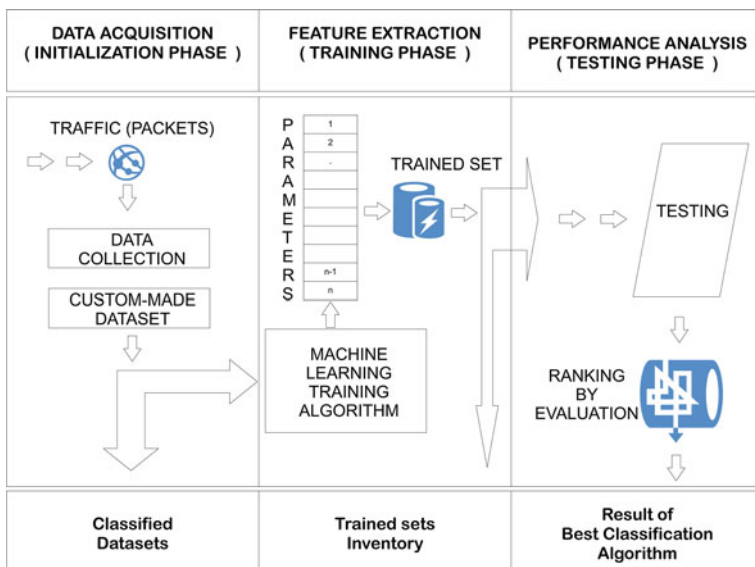 DATA ACQUISITION
( INITIALIZATION PHASE )
FEATURE EXTRACTION
( TRAINING PHASE )
PERFORMANCE ANALYSIS
( TESTING PHASE )
TRAFFIC (PACKETS)
DATA
COLLECTION
CUSTOM-MADE
DATASET
PARAMETERS
1
2
-
n-1
n
TRAINED SET
MACHINE
LEARNING
TRAINING
ALGORITHM
TESTING
RANKING
BY
EVALUATION
Classified
Datasets
Trained sets
Inventory
Result of
Best Classification
Algorithm